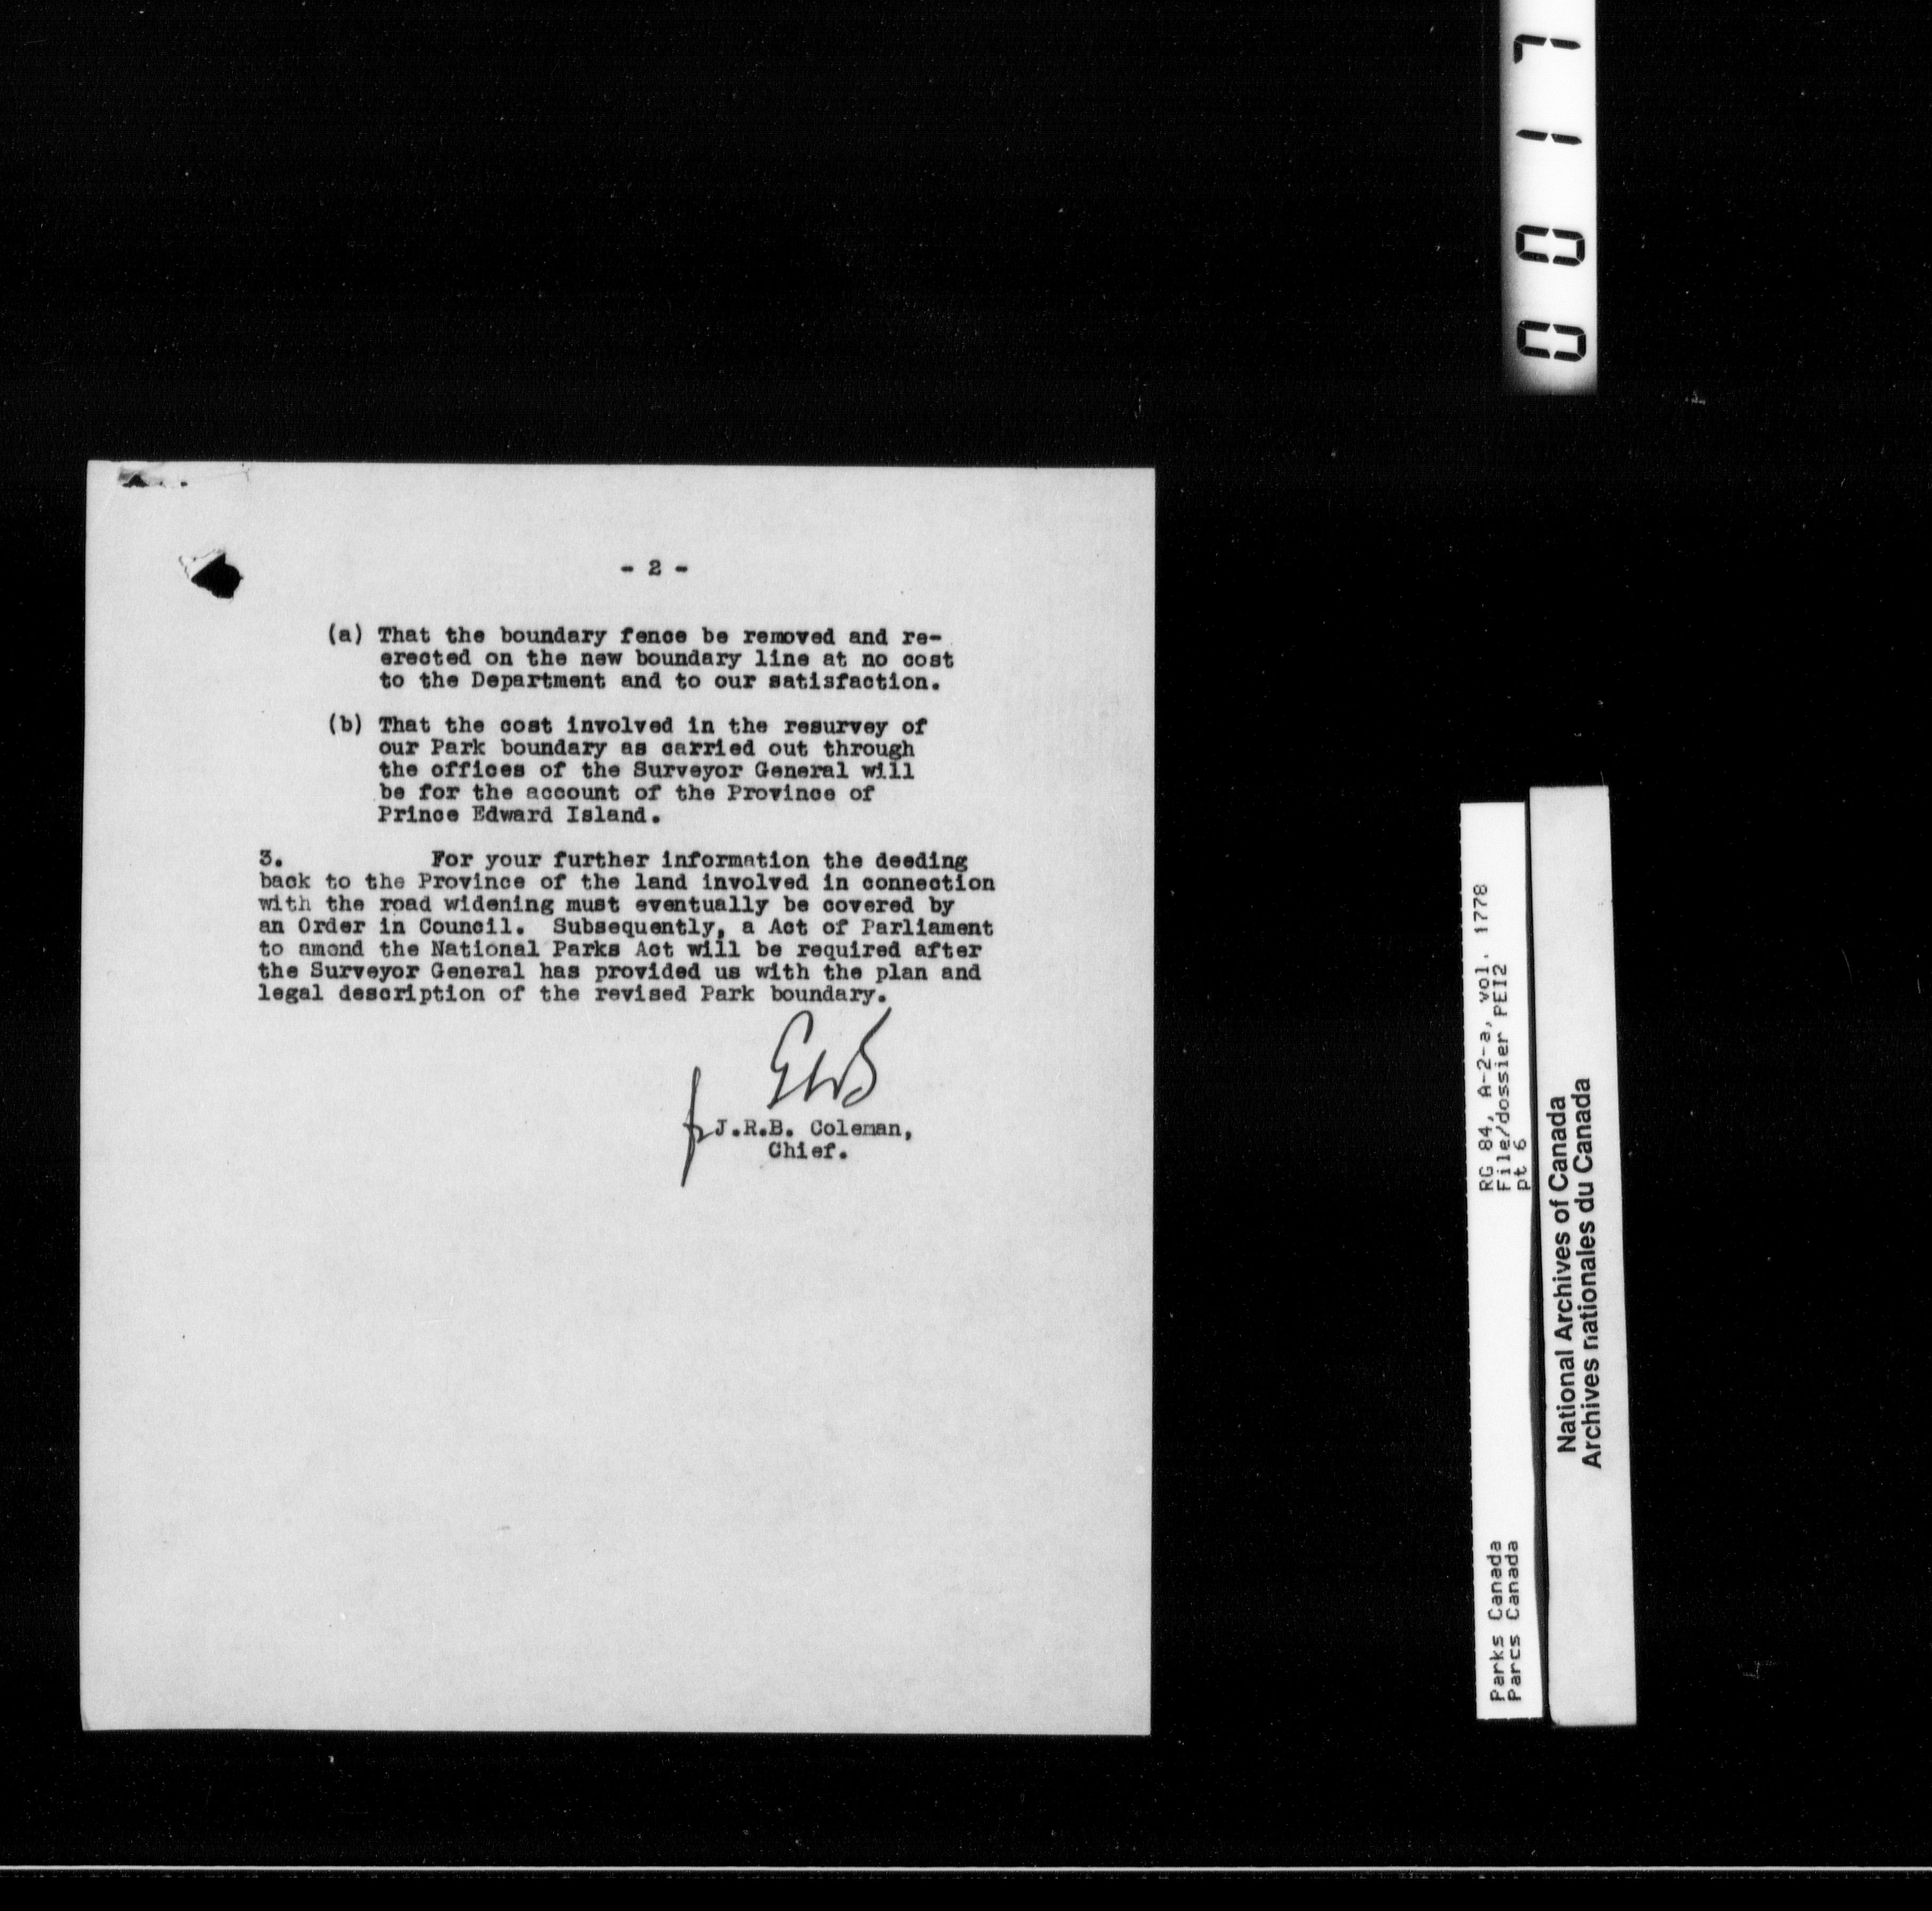 0017
- 2 -
(a) That the boundary fence be removed and re-
erected on the new boundary line at no cost
to the Department and to our satisfaction.
(b) That the cost involved in the resurvey of
our Park boundary as carried out through
the offices of the Surveyor General will
be for the account of the Province of
Prince Edward Island.
3. For your further information the deeding
back to the Province of the land involved in connection
with the road widening must eventually be covered by
an Order in Council. Subsequently, a Act of Parliament
to amend the National Parks Act will be required after
the Surveyor General has provided us with the plan and
legal description of the revised Park boundary.
J.R.B. Coleman,
Chief.
RG 84, A-2-a, vol. 1778
File/dossier PEI2
pt 6
Parks Canada
Parcs Canada
National Archives of Canada
Archives nationales du Canada